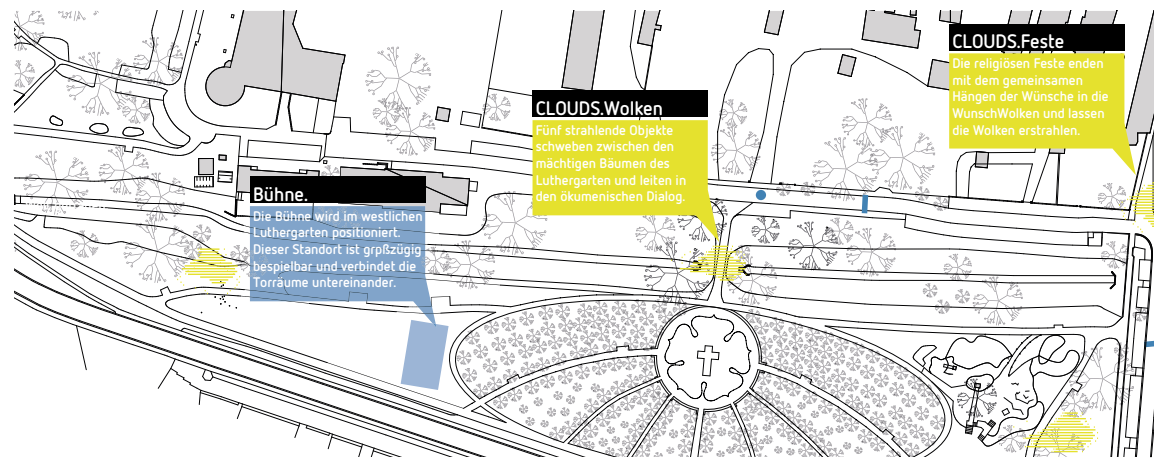 CLOUDS.Feste
Die religiösen Feste enden
mit dem gemeinsamen
Hängen der Wünsche in die
WunschWolken und lassen
die Wolken erstrahlen.
CLOUDS.Wolken
Fünf strahlende Objekte
schweben zwischen den
mächtigen Bäumen des
Luthergarten und leiten in
den ökumenischen Dialog.
Bühne.
Die Bühne wird im westlichen
Luthergarten positioniert.
Dieser Standort ist grpßzügig
bespielbar und verbindet die
Torräume untereinander.